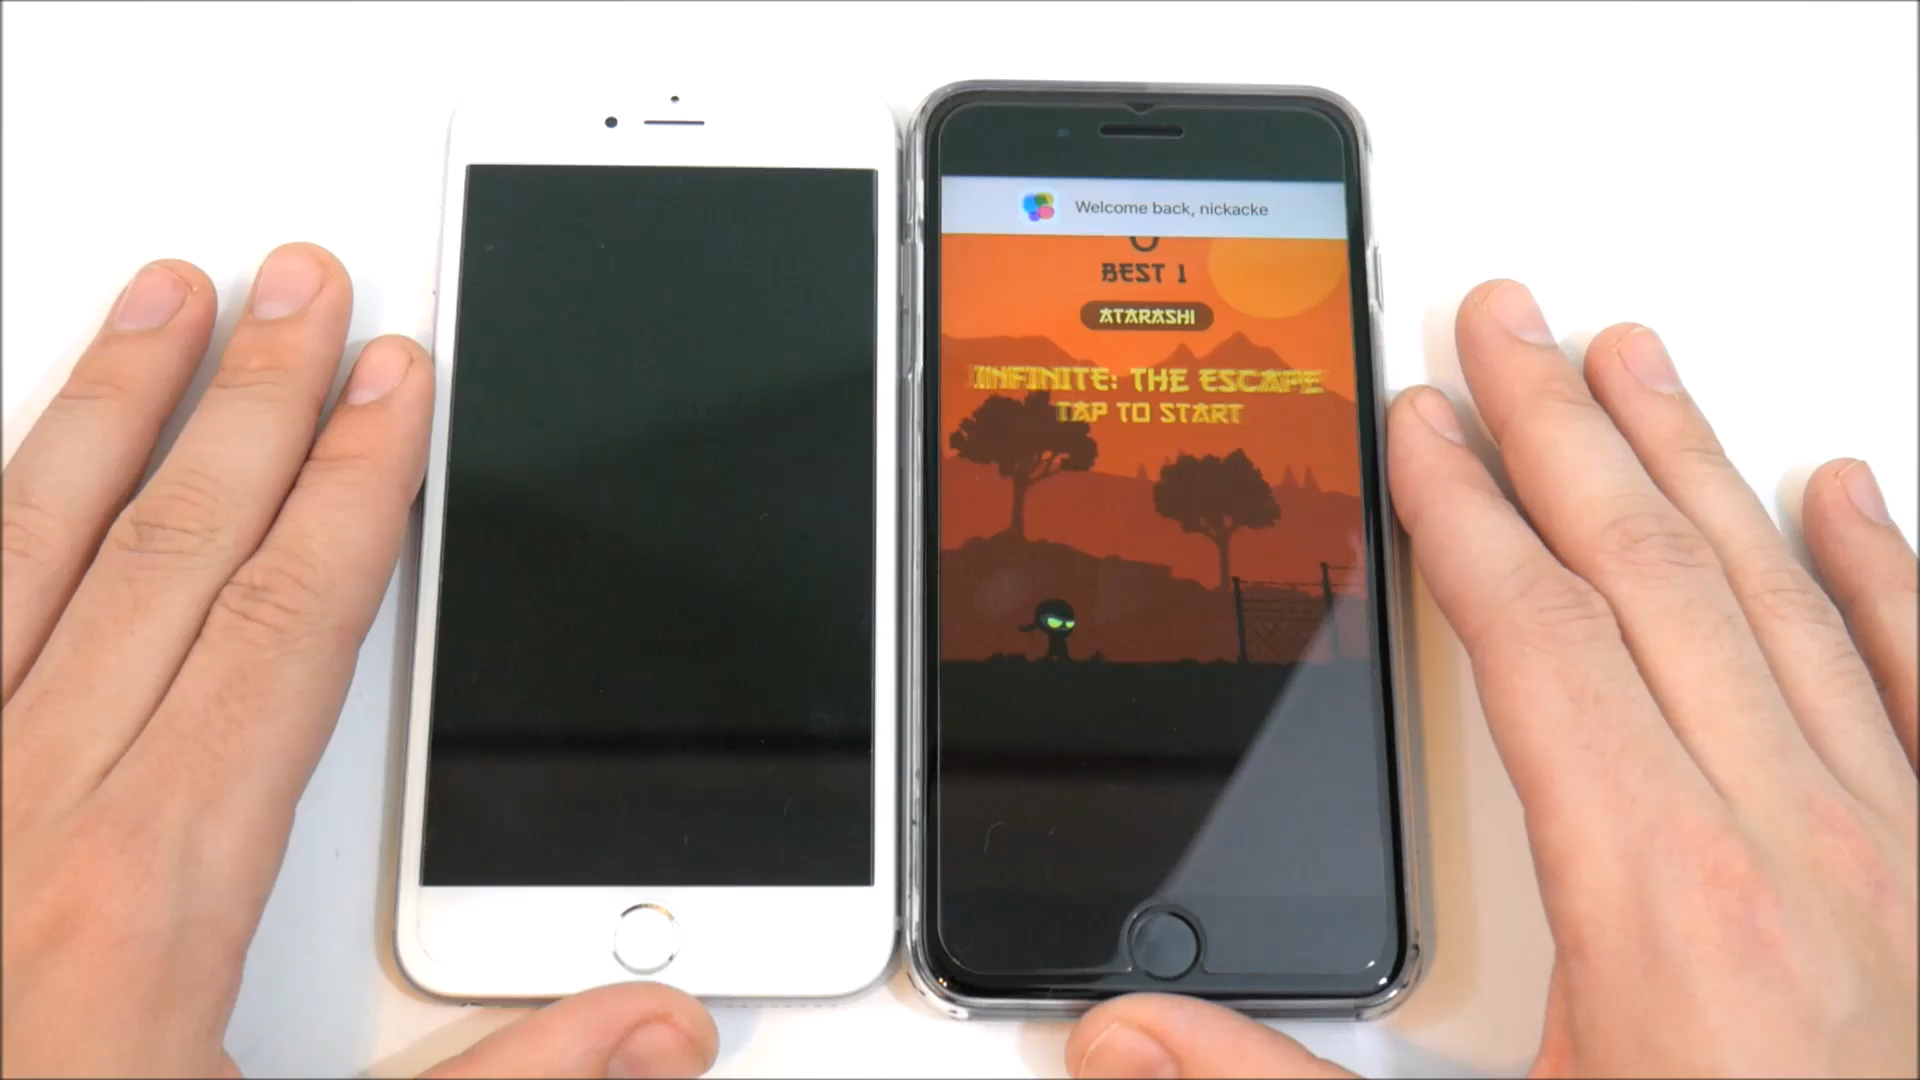 Welcome back, nickacke
BEST 1
ATARASHI
INFINITE: THE ESCAPE
TAP TO START